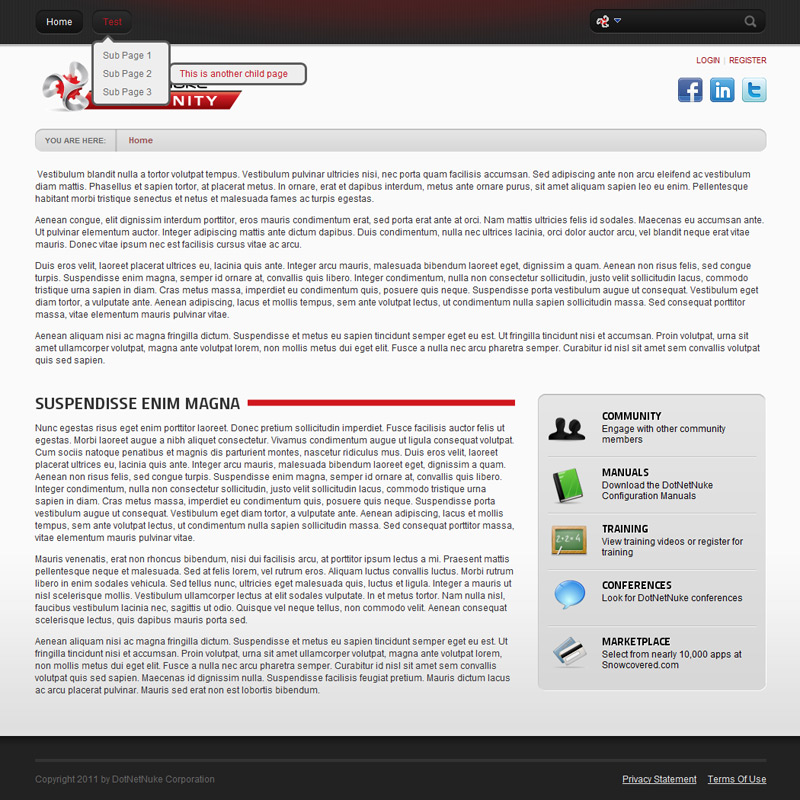 Home Test
Sub Page 1
Sub Page 2
Sub Page 3
This is another child page
LOGIN | REGISTER
YOU ARE HERE: Home
Vestibulum blandit nulla a tortor volutpat tempus. Vestibulum pulvinar ultricies nisi, nec porta quam facilisis accumsan. Sed adipiscing ante non arcu eleifend ac vestibulum
diam mattis. Phasellus et sapien tortor, at placerat metus. In ornare, erat et dapibus interdum, metus ante ornare purus, sit amet aliquam sapien leo eu enim. Pellentesque
habitant morbi tristique senectus et netus et malesuada fames ac turpis egestas.
Aenean congue, elit dignissim interdum porttitor, eros mauris condimentum erat, sed porta erat ante at orci. Nam mattis ultricies felis id sodales. Maecenas eu accumsan ante.
Ut pulvinar elementum auctor. Integer adipiscing mattis ante dictum dapibus. Duis condimentum, nulla nec ultrices lacinia, orci dolor auctor arcu, vel blandit neque erat vitae
mauris. Donec vitae ipsum nec est facilisis cursus vitae ac arcu.
Duis eros velit, laoreet placerat ultrices eu, lacinia quis ante. Integer arcu mauris, malesuada bibendum laoreet eget, dignissim a quam. Aenean non risus felis, sed congue
turpis. Suspendisse enim magna, semper id ornare at, convallis quis libero. Integer condimentum, nulla non consectetur sollicitudin, justo velit sollicitudin lacus, commodo
tristique urna sapien in diam. Cras metus massa, imperdiet eu condimentum quis, posuere quis neque. Suspendisse porta vestibulum augue ut consequat. Vestibulum eget
diam tortor, a vulputate ante. Aenean adipiscing, lacus et mollis tempus, sem ante volutpat lectus, ut condimentum nulla sapien sollicitudin massa. Sed consequat porttitor
massa, vitae elementum mauris pulvinar vitae.
Aenean aliquam nisi ac magna fringilla dictum. Suspendisse et metus eu sapien tincidunt semper eget eu est. Ut fringilla tincidunt nisi et accumsan. Proin volutpat, urna sit
amet ullamcorper volutpat, magna ante volutpat lorem, non mollis metus dui eget elit. Fusce a nulla nec arcu pharetra semper. Curabitur id nisl sit amet sem convallis volutpat
quis sed sapien.
SUSPENDISSE ENIM MAGNA
Nunc egestas risus eget enim porttitor laoreet. Donec pretium sollicitudin imperdiet. Fusce facilisis auctor felis ut
egestas. Morbi laoreet augue a nibh aliquet consectetur. Vivamus condimentum augue ut ligula consequat volutpat.
Cum sociis natoque penatibus et magnis dis parturient montes, nascetur ridiculus mus. Duis eros velit, laoreet
placerat ultrices eu, lacinia quis ante. Integer arcu mauris, malesuada bibendum laoreet eget, dignissim a quam.
Aenean non risus felis, sed congue turpis. Suspendisse enim magna, semper id ornare at, convallis quis libero.
Integer condimentum, nulla non consectetur sollicitudin, justo velit sollicitudin lacus, commodo tristique urna
sapien in diam. Cras metus massa, imperdiet eu condimentum quis, posuere quis neque. Suspendisse porta
vestibulum augue ut consequat. Vestibulum eget diam tortor, a vulputate ante. Aenean adipiscing, lacus et mollis
tempus, sem ante volutpat lectus, ut condimentum nulla sapien sollicitudin massa. Sed consequat porttitor massa,
vitae elementum mauris pulvinar vitae.
Mauris venenatis, erat non rhoncus bibendum, nisi dui facilisis arcu, at porttitor ipsum lectus a mi. Praesent mattis
pellentesque neque et malesuada. Sed at felis lorem, vel rutrum eros. Aliquam luctus convallis luctus. Morbi rutrum
libero in enim sodales vehicula. Sed tellus nunc, ultricies eget malesuada quis, luctus et ligula. Integer a mauris ut
nisl scelerisque mollis. Vestibulum ullamcorper lectus at elit sodales vulputate. In et metus tortor. Nam nulla nisl,
faucibus vestibulum lacinia nec, sagittis ut odio. Quisque vel neque tellus, non commodo velit. Aenean consequat
scelerisque lectus, quis dapibus mauris porta sed.
Aenean aliquam nisi ac magna fringilla dictum. Suspendisse et metus eu sapien tincidunt semper eget eu est. Ut
fringilla tincidunt nisi et accumsan. Proin volutpat, urna sit amet ullamcorper volutpat, magna ante volutpat lorem,
non mollis metus dui eget elit. Fusce a nulla nec arcu pharetra semper. Curabitur id nisl sit amet sem convallis
volutpat quis sed sapien. Maecenas id dignissim nulla. Suspendisse facilisis feugiat pretium. Mauris dictum lacus
ac arcu placerat pulvinar. Mauris sed erat non est lobortis bibendum.
COMMUNITY
Engage with other community
members
MANUALS
Download the DotNetNuke
Configuration Manuals
2+2=4
TRAINING
View training videos or register for
training
CONFERENCES
Look for DotNetNuke conferences
MARKETPLACE
Select from nearly 10,000 apps at
Snowcovered.com
Copyright 2011 by DotNetNuke Corporation
Privacy Statement Terms Of Use